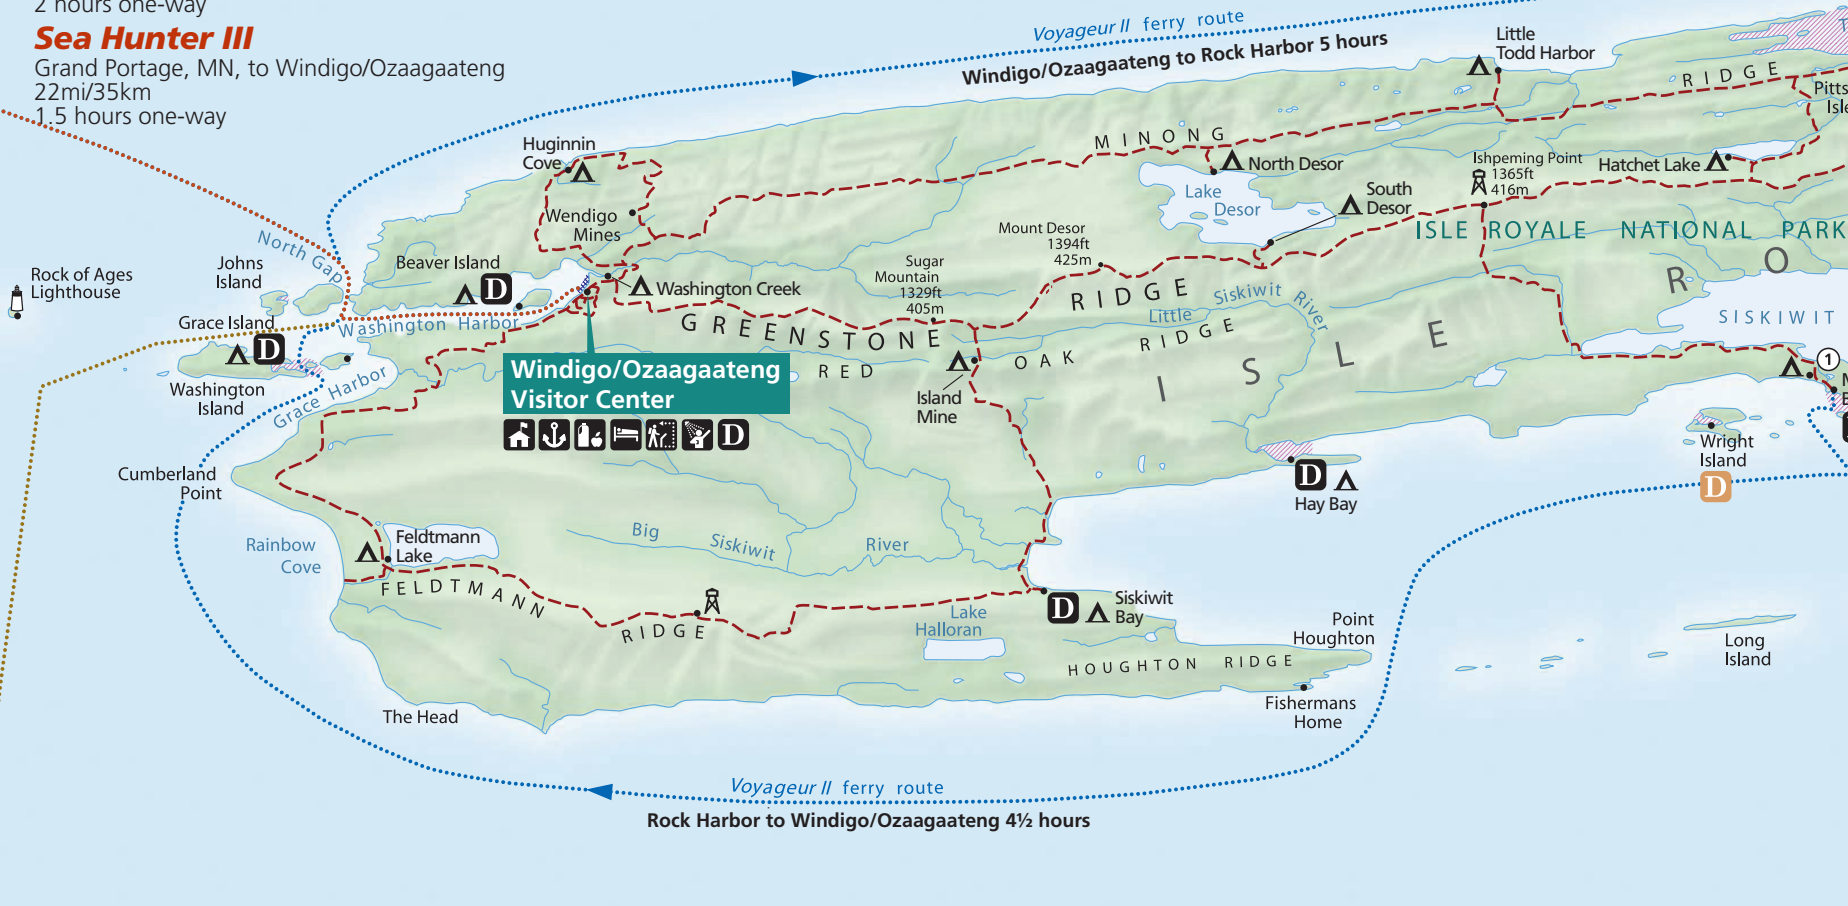 2 hours one-way
Sea Hunter III
Grand Portage, MN, to Windigo/Ozaagaateng
22mi/35km
1.5 hours one-way
Voyageur II ferry route
Windigo/Ozaagaateng to Rock Harbor 5 hours
Little
Todd Harbor
RIDGE
Pitts
Isle
MINONG
Huginnin
Cove
North Desor
Ishpeming Point
1365ft
416m
Hatchet Lake
Lake
Desor
South
Desor
Wendigo
Mines
ISLE ROYALE NATIONAL PARK
Mount Desor
1394ft
425m
North Gap
Johns
Island
Beaver Island
D
Rock of Ages
Lighthouse
Washington Creek
Sugar
Mountain
1329ft
405m
RIDGE
Siskiwit River
Little
ISLE RO
SISKIWIT
Grace Island
D
Washington Harbor
GREENSTONE
RED
OAK RIDGE
Windigo/Ozaagaateng
Visitor Center
D
Washington
Island
Grace Harbor
Island
Mine
1
Wright
Island
D
Cumberland
Point
D
Hay Bay
Big Siskiwit River
Rainbow
Cove
Feldtmann
Lake
FELDTMANN
RIDGE
Lake
Halloran
D
Siskiwit
Bay
Point
Houghton
Long
Island
HOUGHTON RIDGE
The Head
Fishermans
Home
Voyageur II ferry route
Rock Harbor to Windigo/Ozaagaateng 4½ hours